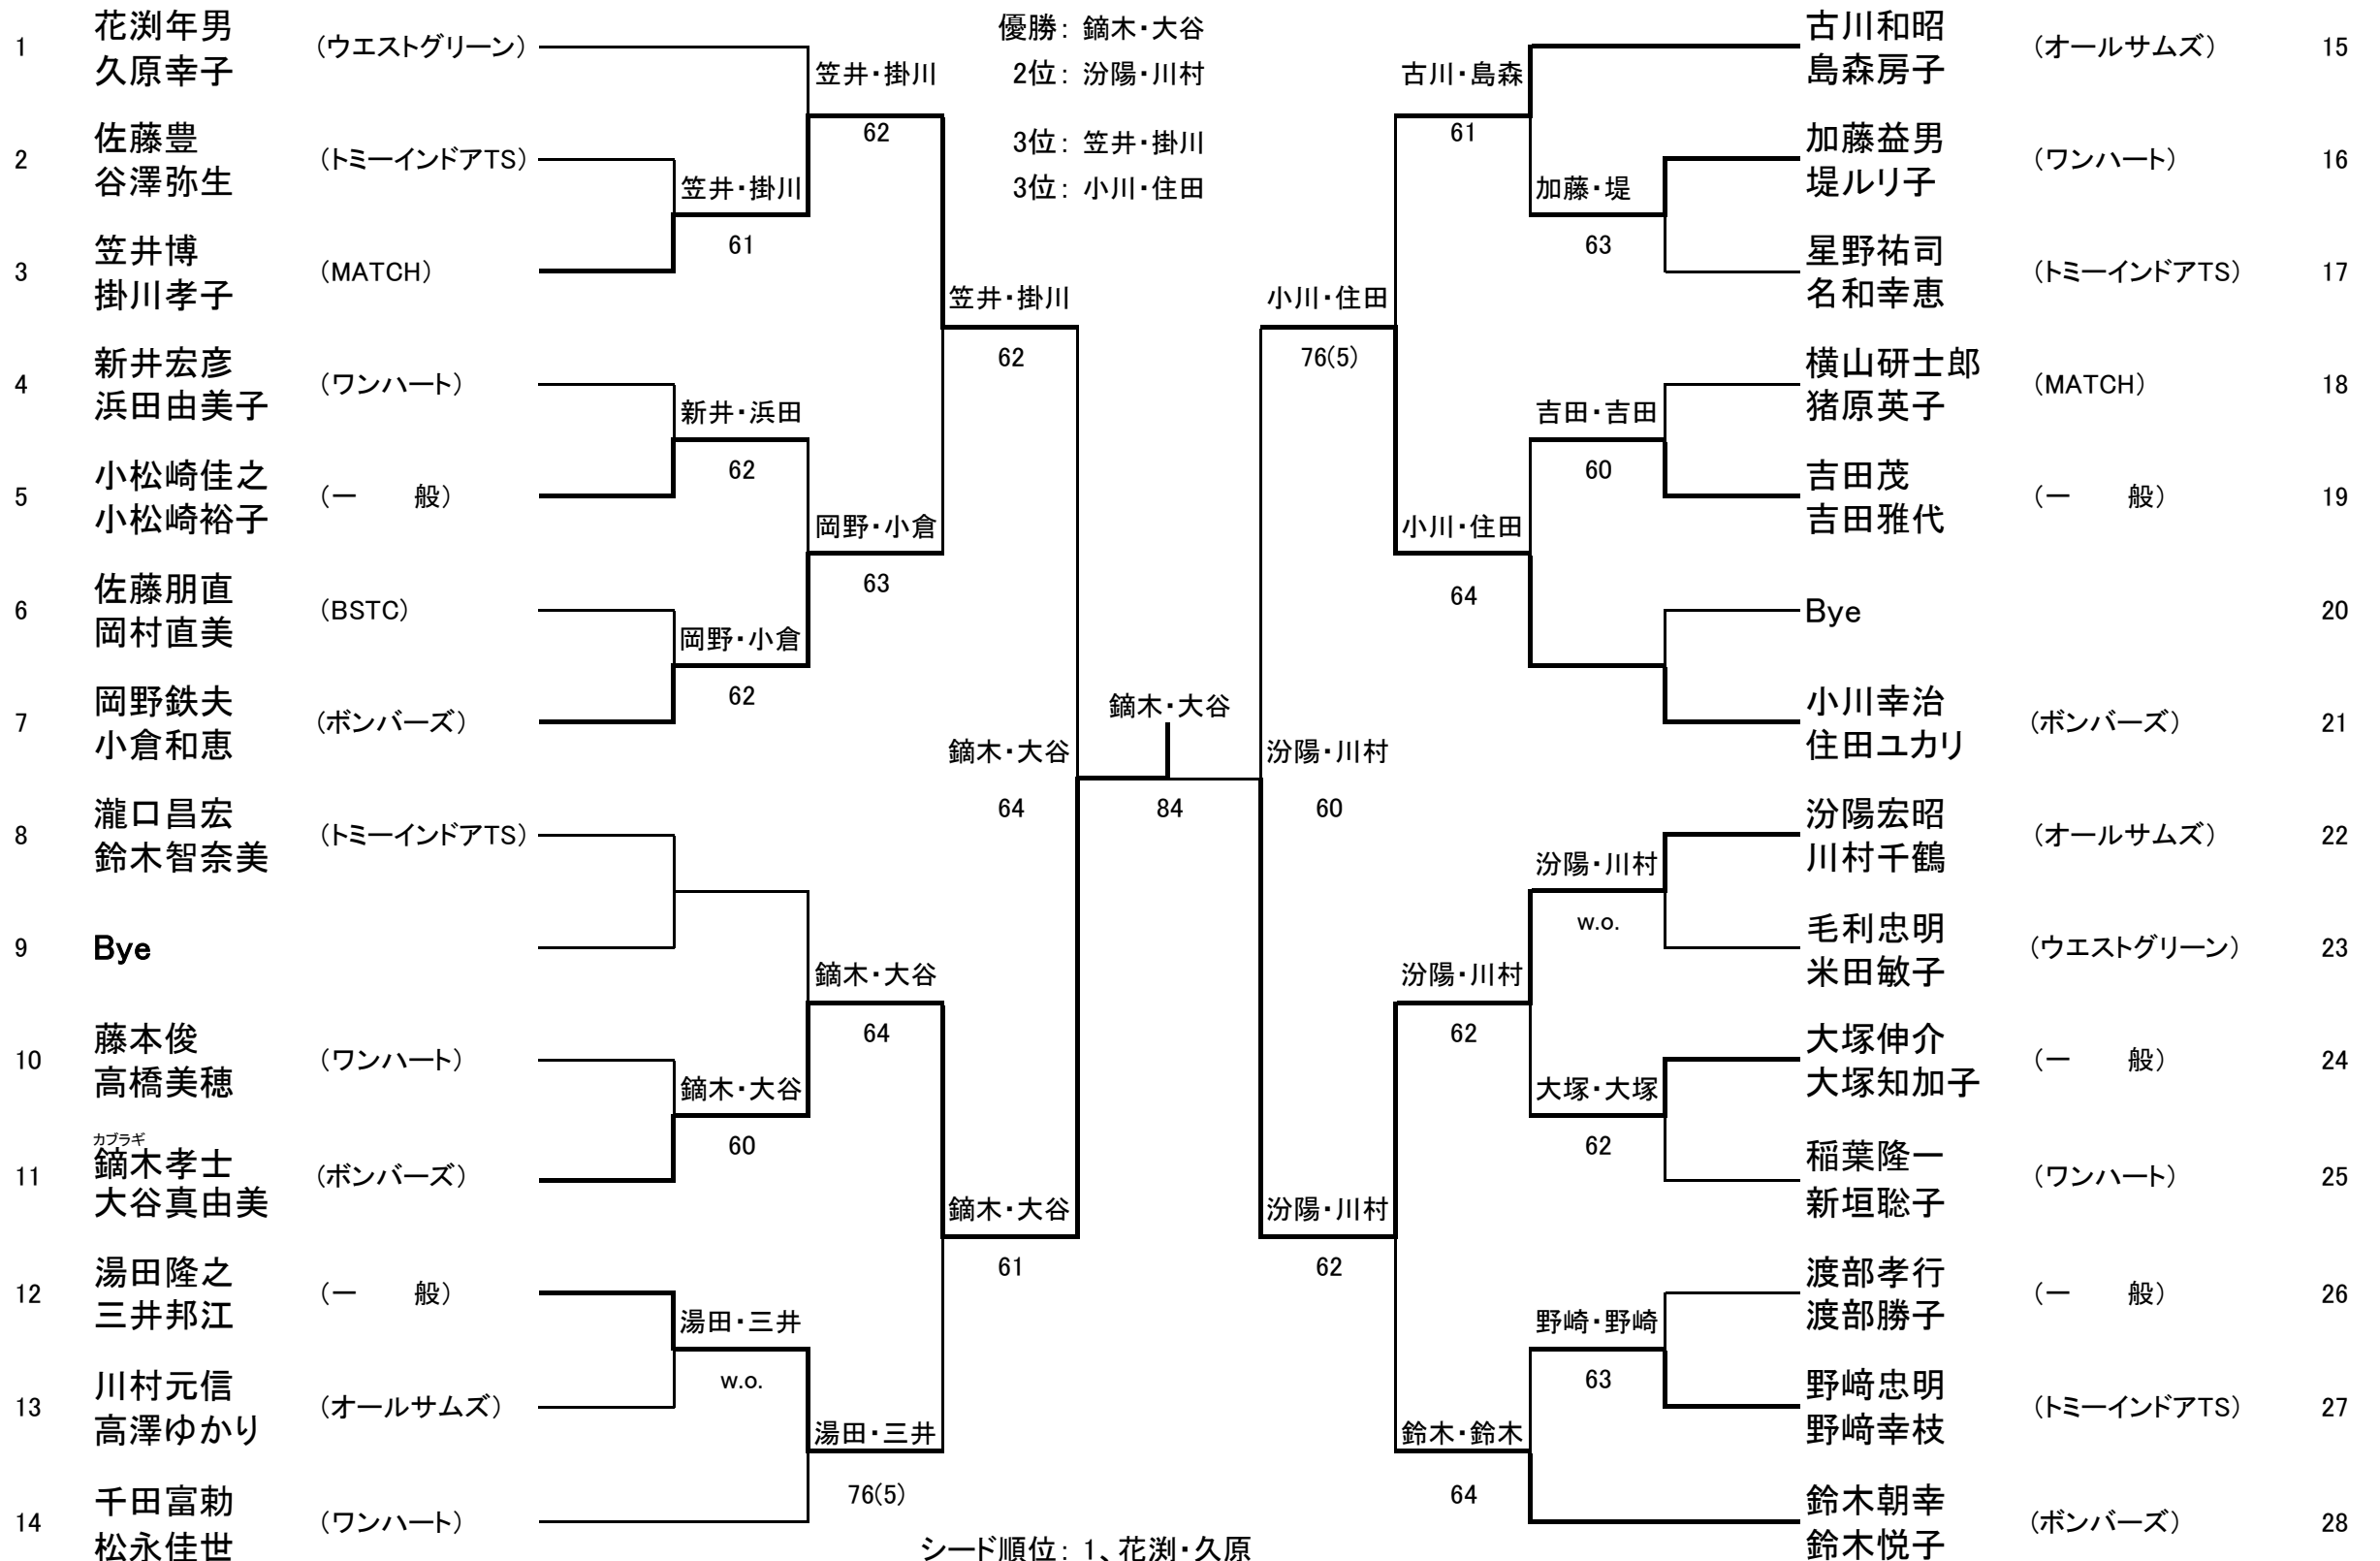 優勝： 鏑木・大谷
2位： 汾陽・川村
3位： 笠井・掛川
3位： 小川・住田
1 花渕年男 （ウエストグリーン）
久原幸子
笠井・掛川
62
2 佐藤豊 （トミーインドアTS）
谷澤弥生
笠井・掛川
61
3 笠井博 （MATCH）
掛川孝子
笠井・掛川
62
4 新井宏彦 （ワンハート）
浜田由美子
新井・浜田
62
5 小松崎佳之 （一　　般）
小松崎裕子
岡野・小倉
63
6 佐藤朋直 （BSTC）
岡村直美
岡野・小倉
62
7 岡野鉄夫 （ボンバーズ）
小倉和恵
鏑木・大谷
64
8 瀧口昌宏 （トミーインドアTS）
鈴木智奈美
9 Bye
鏑木・大谷
64
10 藤本俊 （ワンハート）
高橋美穂
鏑木・大谷
60
カブラギ
11 鏑木孝士 （ボンバーズ）
大谷真由美
鏑木・大谷
61
12 湯田隆之 （一　　般）
三井邦江
湯田・三井
w.o.
13 川村元信 （オールサムズ）
高澤ゆかり
湯田・三井
76(5)
14 千田富勅 （ワンハート）
松永佳世
鏑木・大谷
84
古川和昭 （オールサムズ） 15
島森房子
古川・島森
61
加藤益男 （ワンハート） 16
堤ルリ子
加藤・堤
63
星野祐司 （トミーインドアTS） 17
名和幸恵
小川・住田
76(5)
横山研士郎 （MATCH） 18
猪原英子
吉田・吉田
60
吉田茂 （一　　般） 19
吉田雅代
小川・住田
64
Bye 20
小川幸治 （ボンバーズ） 21
住田ユカリ
汾陽・川村
60
汾陽宏昭 （オールサムズ） 22
川村千鶴
汾陽・川村
w.o.
毛利忠明 （ウエストグリーン） 23
米田敏子
汾陽・川村
62
大塚伸介 （一　　般） 24
大塚知加子
大塚・大塚
62
稲葉隆一 （ワンハート） 25
新垣聡子
汾陽・川村
62
渡部孝行 （一　　般） 26
渡部勝子
野崎・野崎
63
野﨑忠明 （トミーインドアTS） 27
野﨑幸枝
鈴木・鈴木
64
鈴木朝幸 （ボンバーズ） 28
鈴木悦子
シード順位： 1、花渕・久原